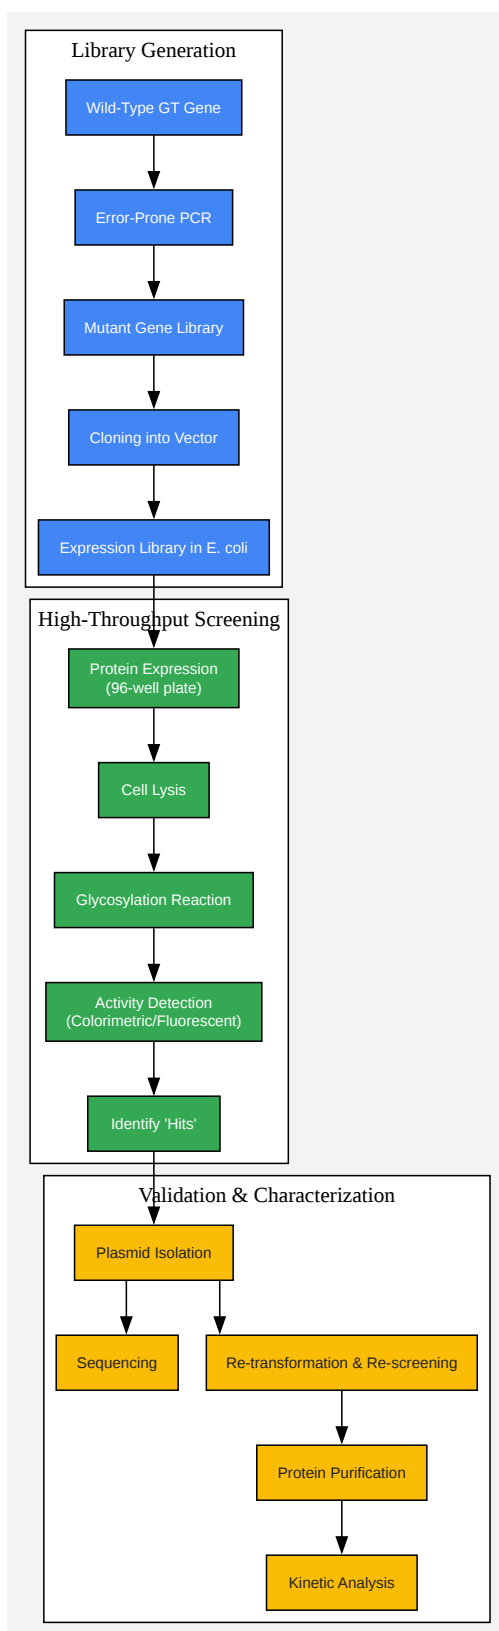 Library Generation
Wild-Type GT Gene
Error-Prone PCR
Mutant Gene Library
Cloning into Vector
Expression Library in E. coli
High-Throughput Screening
Protein Expression
(96-well plate)
Cell Lysis
Glycosylation Reaction
Activity Detection
(Colorimetric/Fluorescent)
Identify 'Hits'
Validation & Characterization
Plasmid Isolation
Sequencing
Re-transformation & Re-screening
Protein Purification
Kinetic Analysis